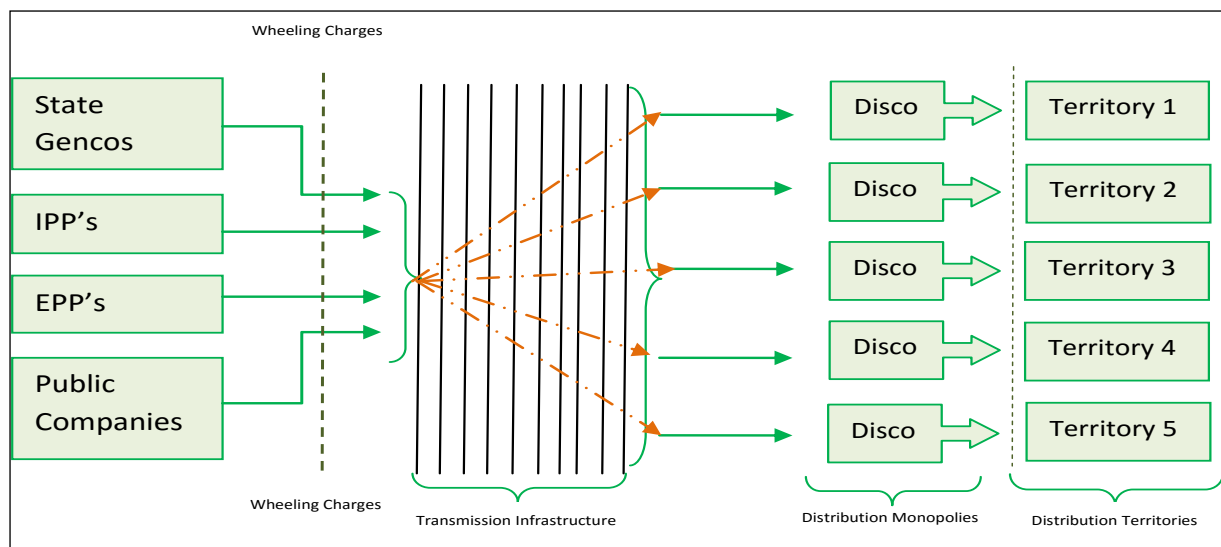 Wheeling Charges
State
Gencos
IPP's
EPP's
Public
Companies
Disco
Territory 1
Disco
Territory 2
Disco
Territory 3
Disco
Territory 4
Disco
Territory 5
Wheeling Charges
Transmission Infrastructure
Distribution Monopolies
Distribution Territories